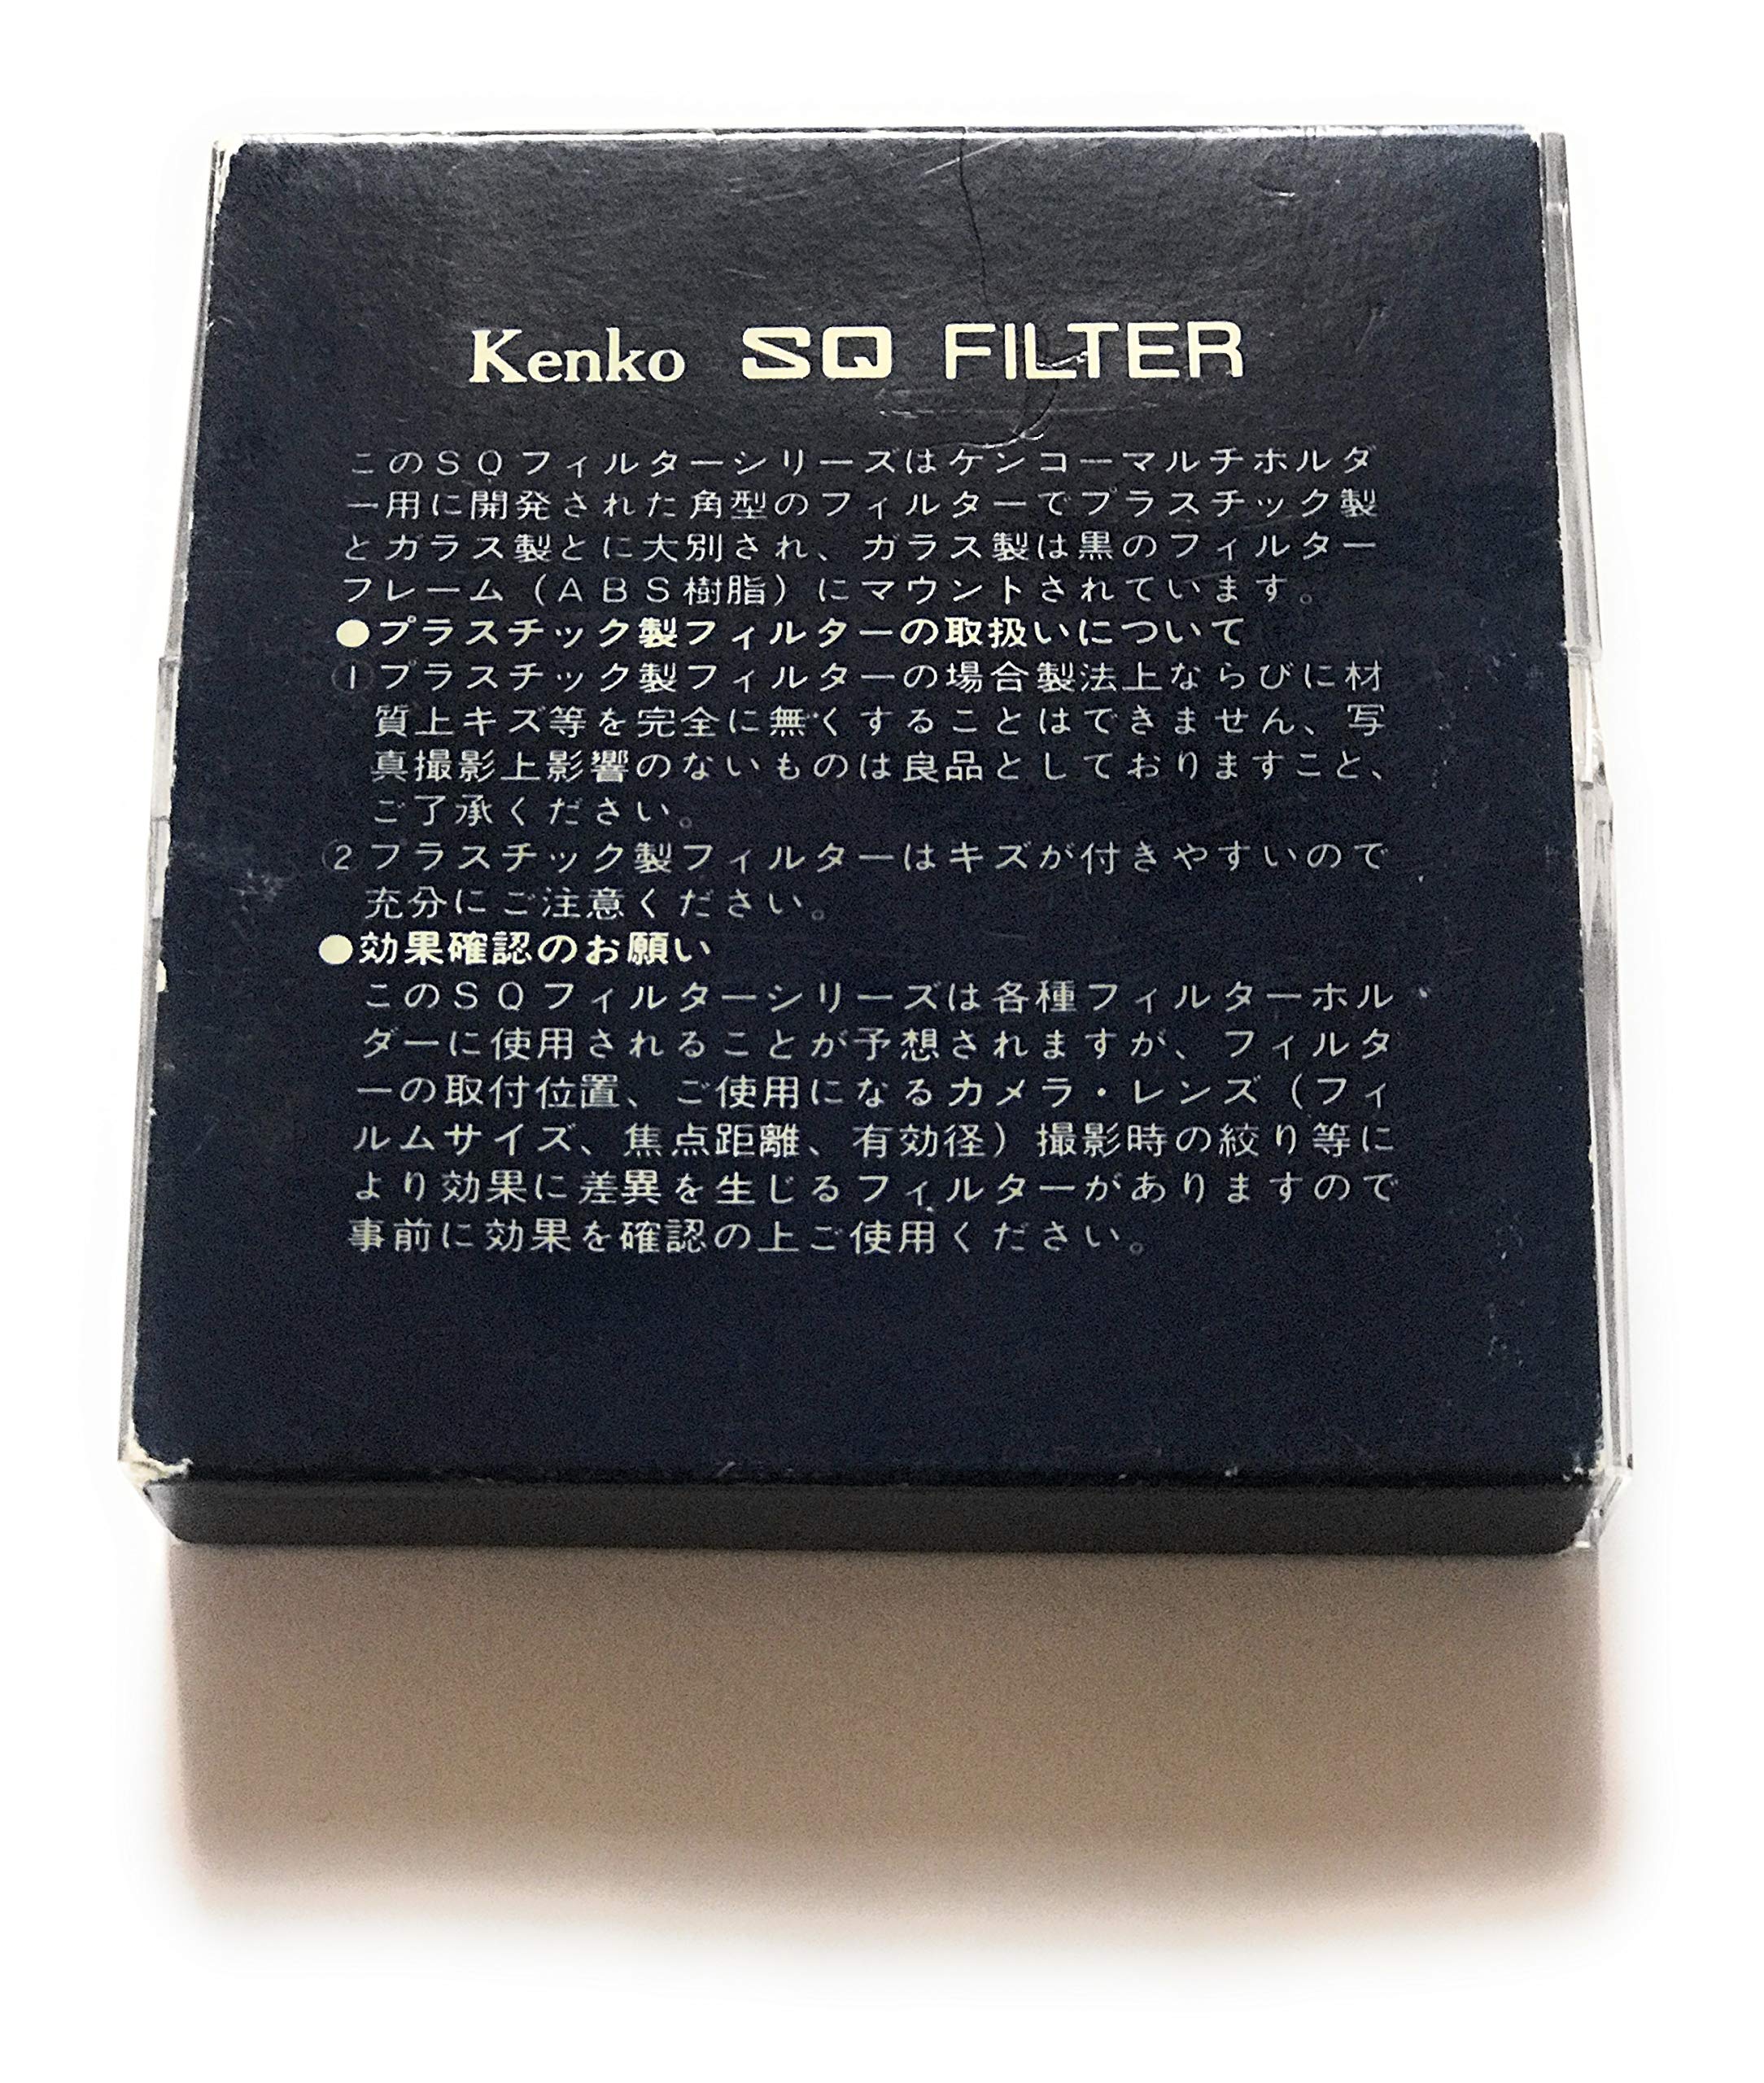 Kenko SQ FILTER
このSQフィルターシリーズはケンコーマルチホルダ
ー用に開発された角型のフィルターでプラスチック製
とガラス製とに大別され、ガラス製は黒のフィルター
フレーム（ABS樹脂）にマウントされています。
●プラスチック製フィルターの取扱いについて
①プラスチック製フィルターの場合製法上ならびに材
質上キズ等を完全に無くすることはできません、写
真撮影上影響のないものは良品としておりますこと、
ご了承ください。
②プラスチック製フィルターはキズが付きやすいので
充分にご注意ください。
●効果確認のお願い
このSQフィルターシリーズは各種フィルターホル
ダーに使用されることが予想されますが、フィルタ
ーの取付位置、ご使用になるカメラ・レンズ（フィ
ルムサイズ、焦点距離、有効径）撮影時の絞り等に
より効果に差異を生じるフィルターがありますので
事前に効果を確認の上ご使用ください。